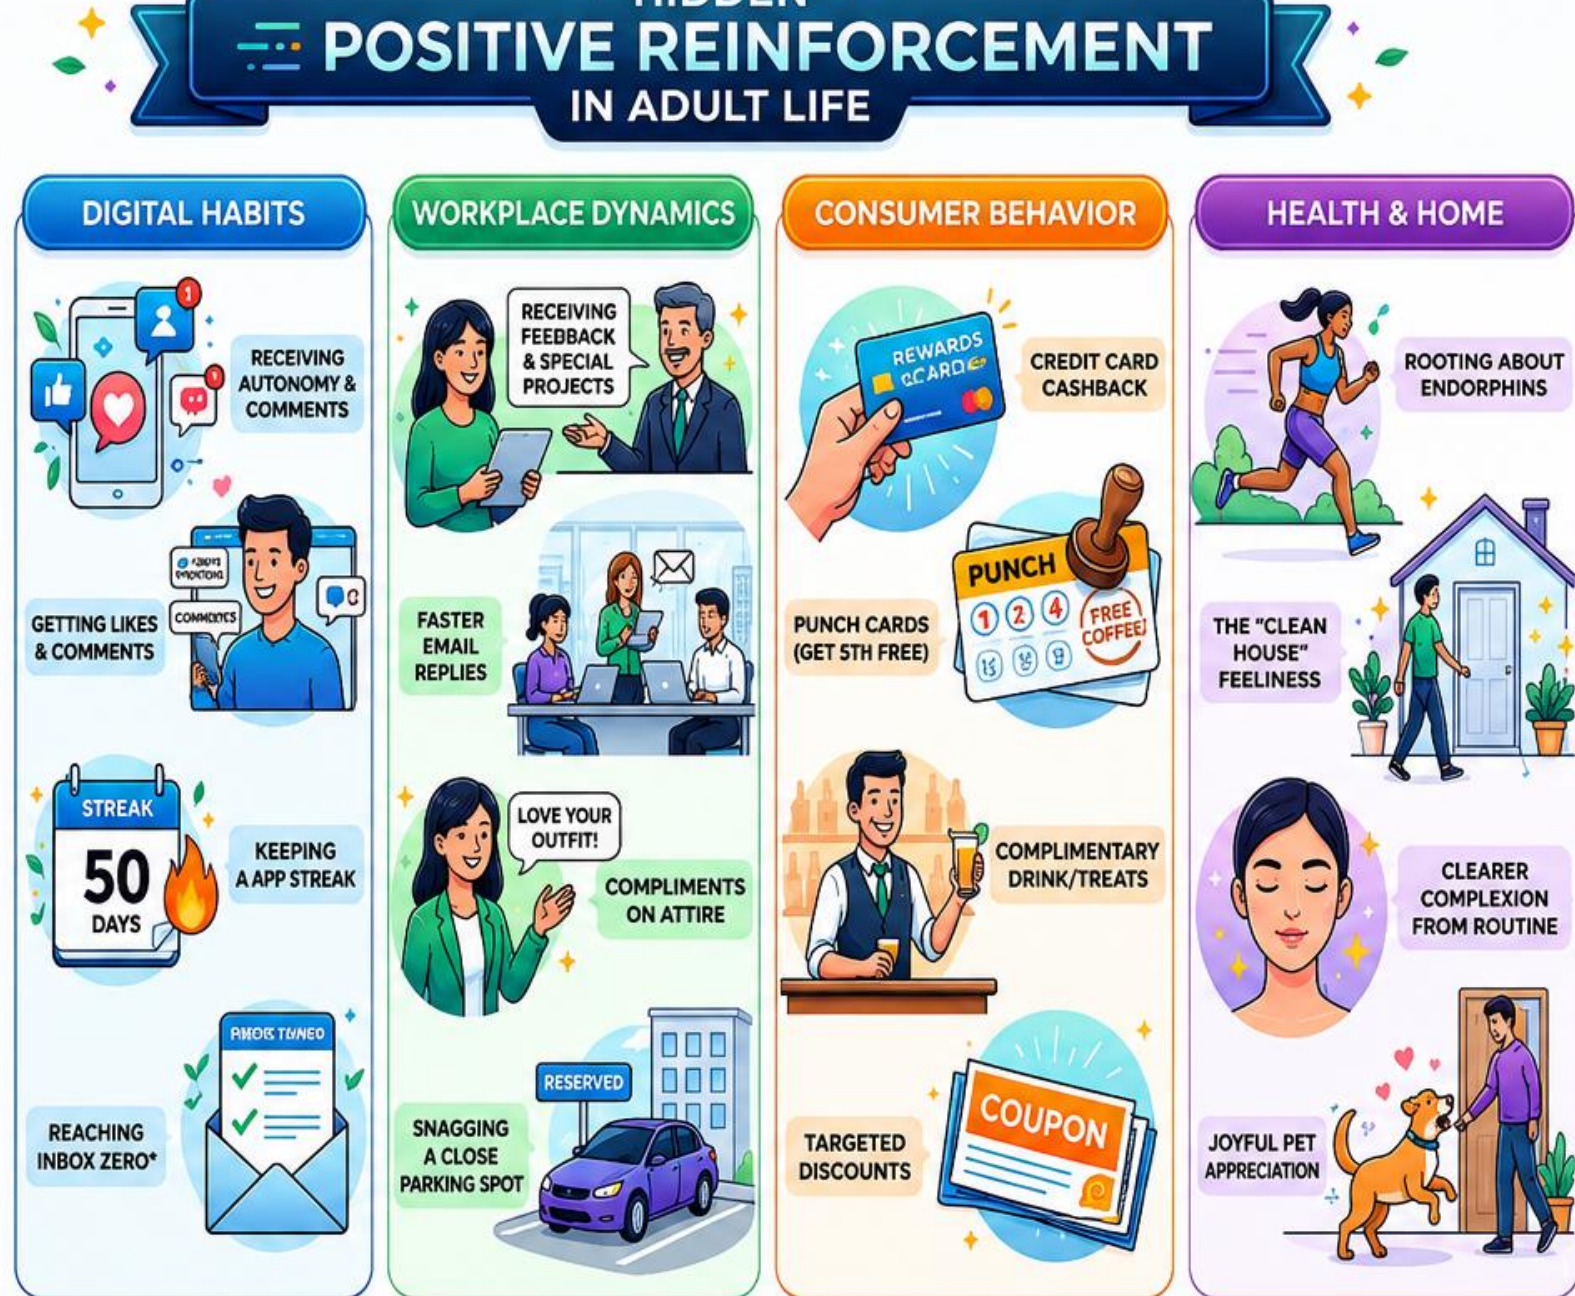 HIDDEN
POSITIVE REINFORCEMENT
IN ADULT LIFE
DIGITAL HABITS
RECEIVING
AUTONOMY &
COMMENTS
1
1
GETTING LIKES
& COMMENTS
STREAK
50
DAYS
KEEPING
A APP STREAK
REACHING
INBOX ZERO*
WORKPLACE DYNAMICS
RECEIVING
FEEDBACK
& SPECIAL
PROJECTS
FASTER
EMAIL
REPLIES
LOVE YOUR
OUTFIT!
COMPLIMENTS
ON ATTIRE
RESERVED
SNAGGING
A CLOSE
PARKING SPOT
CONSUMER BEHAVIOR
REWARDS
CREDIT CARD
CASHBACK
PUNCH
1 2 4
FREE
COFFEE
PUNCH CARDS
(GET 5TH FREE)
COMPLIMENTARY
DRINK/TREATS
COUPON
TARGETED
DISCOUNTS
HEALTH & HOME
ROOTING ABOUT
ENDORPHINS
THE "CLEAN
HOUSE"
FEELINESS
CLEARER
COMPLEXION
FROM ROUTINE
JOYFUL PET
APPRECIATION